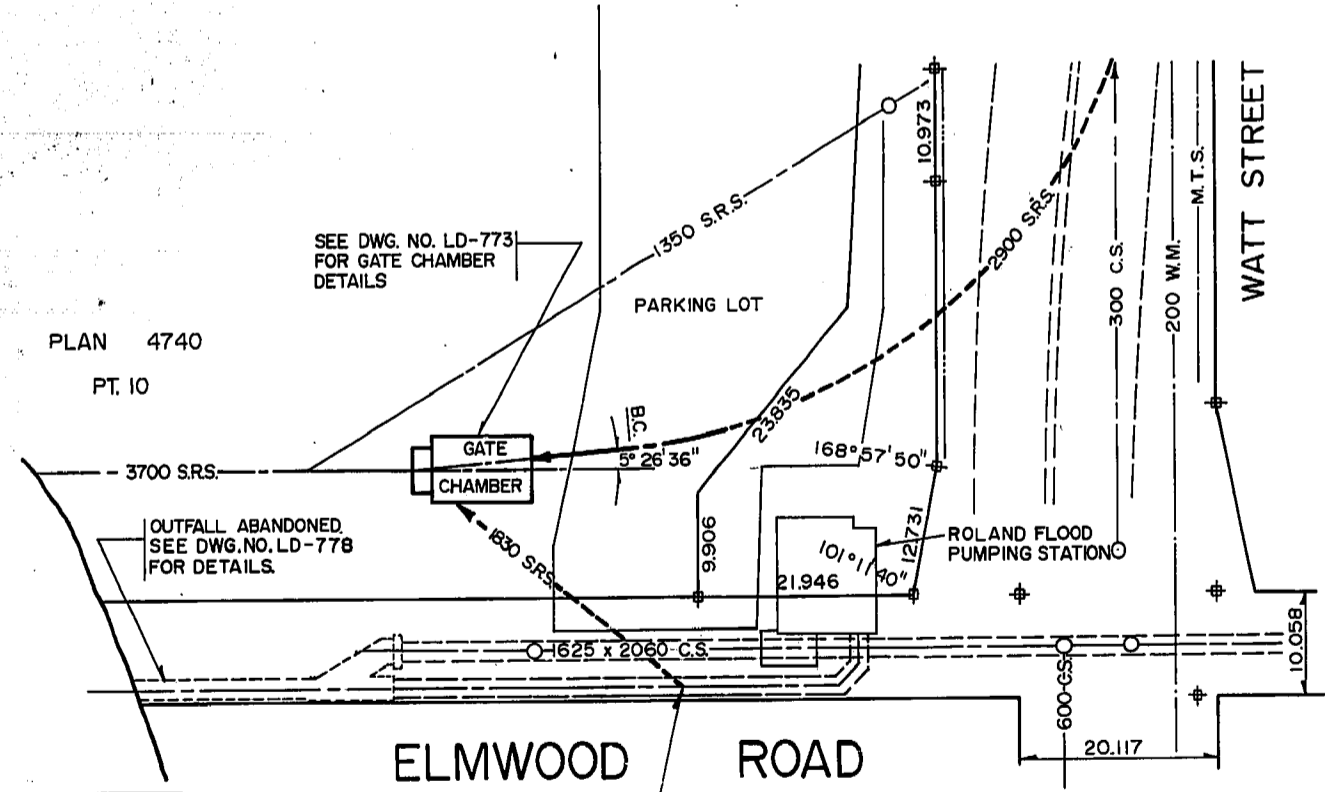 WATT STREET
10.973
M.T.S.
1350 S.R.S.
2900 S.R.S.
SEE DWG. NO. LD-773
FOR GATE CHAMBER
DETAILS
300 C.S.
200 W.M.
PARKING LOT
PLAN 4740
PT. 10
23.835
B.C.
GATE
CHAMBER
5° 26' 36"
168° 57' 50"
3700 S.R.S.
OUTFALL ABANDONED.
SEE DWG. NO. LD-778
FOR DETAILS.
1830 S.R.S.
9.906
12.731
101° 11' 40"
ROLAND FLOOD
PUMPING STATION
21.946
1625 x 2060 C.S.
10.058
600 C.S.
20.117
ELMWOOD ROAD